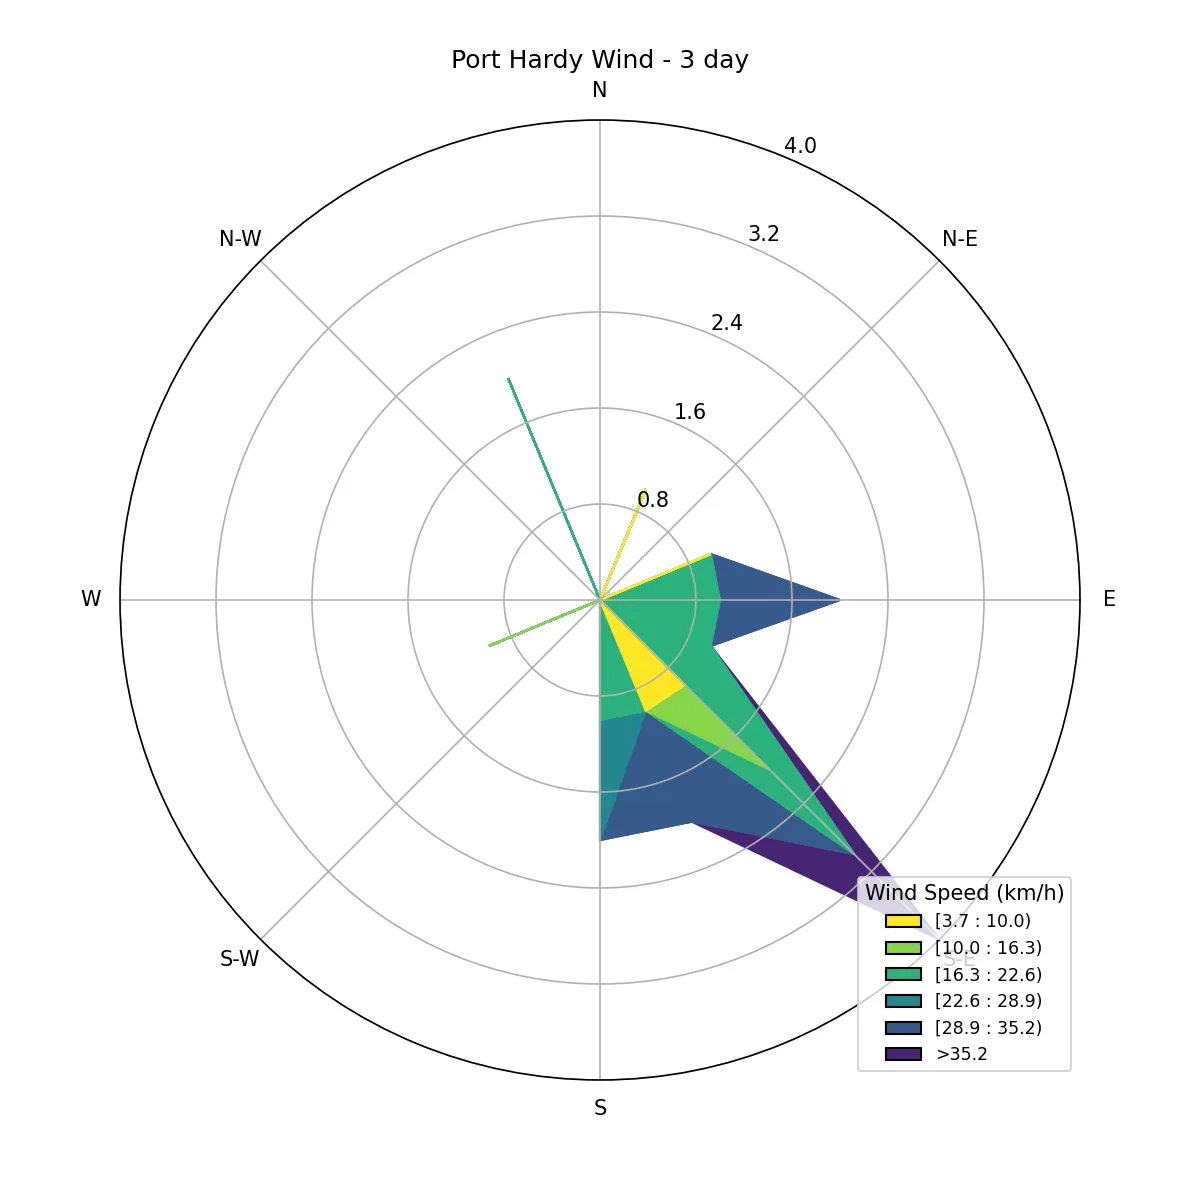 Port Hardy Wind - 3 day
N
4.0
N-W
3.2
N-E
2.4
1.6
0.8
W
E
Wind Speed (km/h)
[3.7 : 10.0)
[10.0 : 16.3)
S-W
S-E
[16.3 : 22.6)
[22.6 : 28.9)
[28.9 : 35.2)
>35.2
S